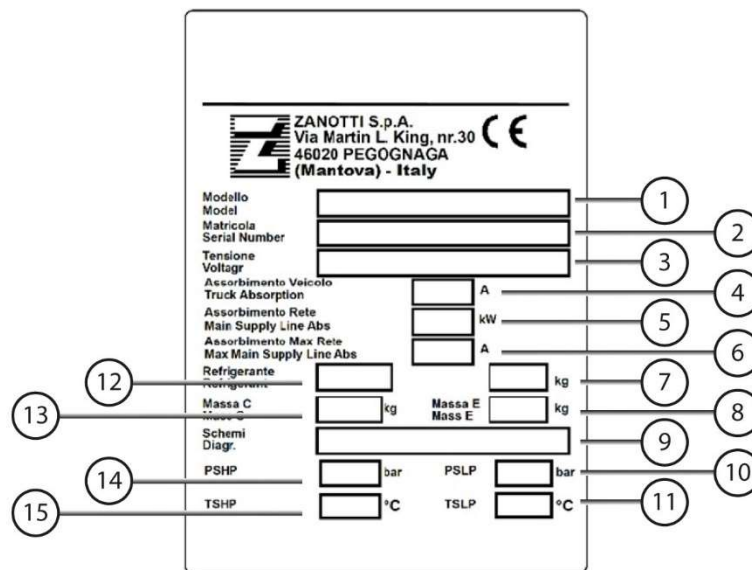 ZANOTTI S.p.A.
Via Martin L. King, nr.30 CE
46020 PEGOGNAGA
(Mantova) - Italy
Modello
Model
1
Matricola
Serial Number
2
Tensione
Voltagr
3
Assorbimento Veicolo
Truck Absorption
A
4
Assorbimento Rete
Main Supply Line Abs
kW
5
Assorbimento Max Rete
Max Main Supply Line Abs
A
6
12
Refrigerante
Refrigerant
kg
7
13
Massa C
Mass C
kg
Massa E
Mass E
kg
8
Schemi
Diagr.
9
14
PSHP
bar
PSLP
bar
10
15
TSHP
°C
TSLP
°C
11